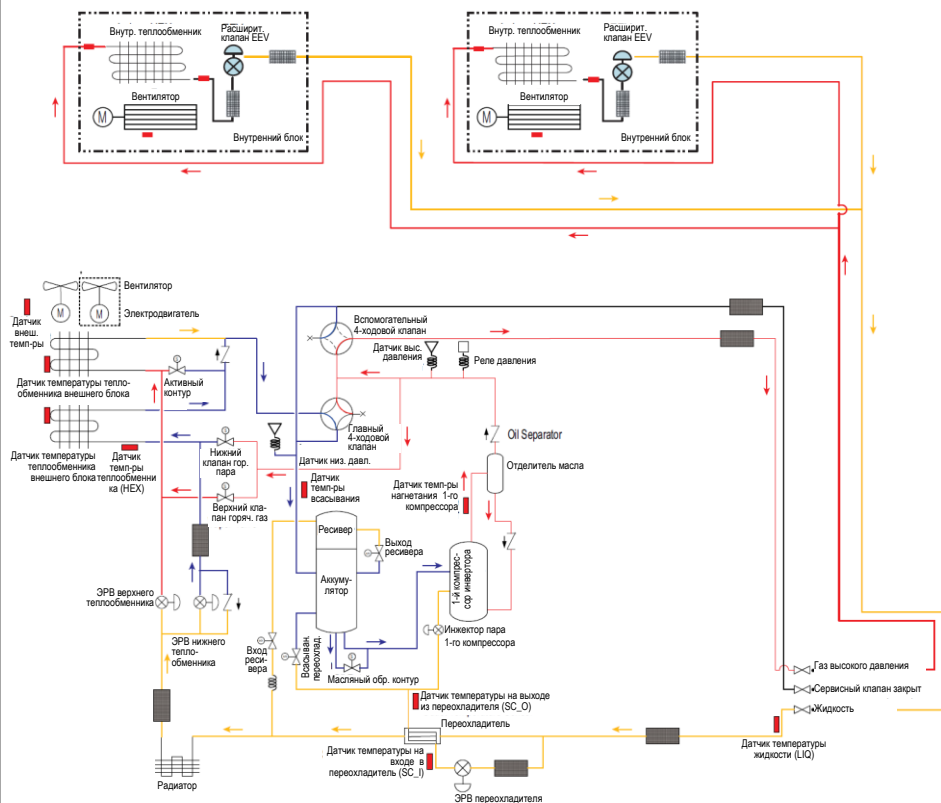 Внутр. теплообменник
Расширит.
клапан EEV
M
Вентилятор
Внутренний блок
Внутр. теплообменник
Расширит.
клапан EEV
M
Вентилятор
Внутренний блок
Вентилятор
M
M
Электродвигатель
Датчик
внеш.
темп-ры
Вспомогательный
4-ходовой клапан
Датчик выс.
давления
Реле давления
Датчик температуры тепло-
обменника внешнего блока
Активный
контур
Главный
4-ходовой
клапан
Oil Separator
Датчик температуры
теплообменника
внешнего блока
Датчик
темп-ры
теплообменни
ка (HEX)
Нижний
клапан гор.
пара
Датчик низ. давл.
Отделитель масла
Датчик
темп-ры
всасывания
Датчик темп-ры
нагнетания 1-го
компрессора
Верхний кла-
пан горяч. газ
Ресивер
Выход
ресивера
Аккуму-
лятор
1-й компрес-
сор инвертора
ЭРВ верхнего
теплообменника
ЭРВ нижнего
тепло-
обменника
Вход
реси-
вера
Всасыван.
переохлад.
Инжектор пара
1-го компрессора
Масляный обр. контур
Газ высокого давления
Сервисный клапан закрыт
Жидкость
Датчик температуры на выходе
из переохладителя (SC_O)
Переохладитель
Датчик температуры на
входе в
переохладитель (SC_I)
Датчик температуры
жидкости (LIQ)
Радиатор
ЭРВ переохладителя